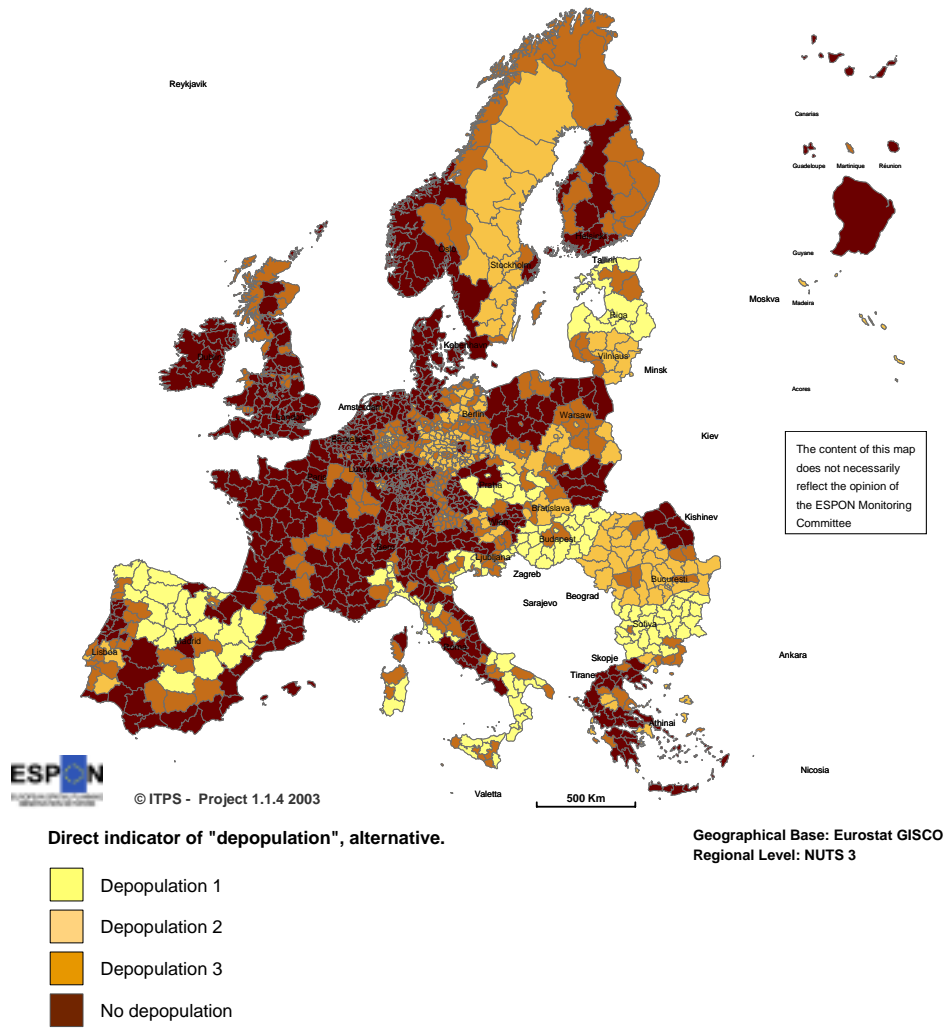 Reykjavik
Canarias
Guadeloupe Martinique Réunion
Guyane
Oslo
Stockholm
Tallinn
Moskva
Madeira
Riga
København
Vilniaus
Minsk
Acores
Amsterdam
Berlin
Warsaw
Kiev
The content of this map
does not necessarily
reflect the opinion of
the ESPON Monitoring
Committee
Praha
Bratislava
Kishinev
Budapest
Ljubljana
Zagreb
Bucuresti
Beograd
Sarajevo
Sofiya
Madrid
Lisboa
Skopje
Ankara
Tirane
Athinai
ESPON
Nicosia
Valetta
© ITPS - Project 1.1.4 2003
500 Km
Direct indicator of "depopulation", alternative.
Geographical Base: Eurostat GISCO
Regional Level: NUTS 3
Depopulation 1
Depopulation 2
Depopulation 3
No depopulation